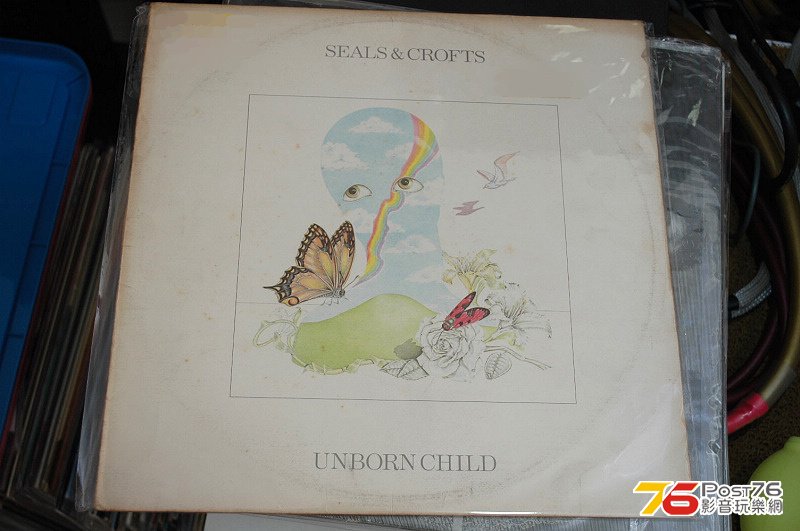 SEALS & CROFTS
UNBORN CHILD
76 Post76
影音玩樂網